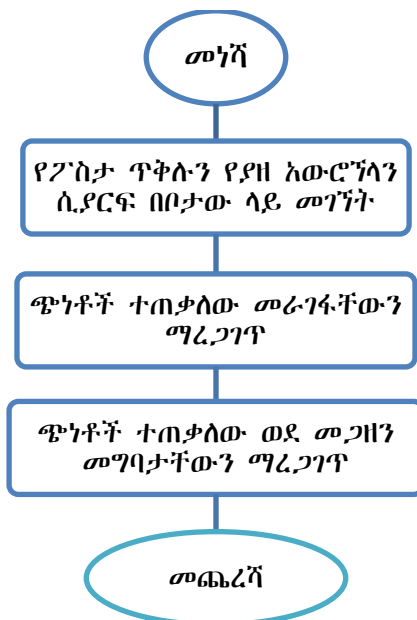 መነሻ
የፖስታ ጥቅሉን የያዘ አውሮኘላን
ሲያርፍ በቦታው ላይ መገኘት
ጭነቶች ተጠቃለው መራገፋቸውን
ማረጋገጥ
ጭነቶች ተጠቃለው ወደ መጋዘን
መግባታቸውን ማረጋገጥ
መጨረሻ